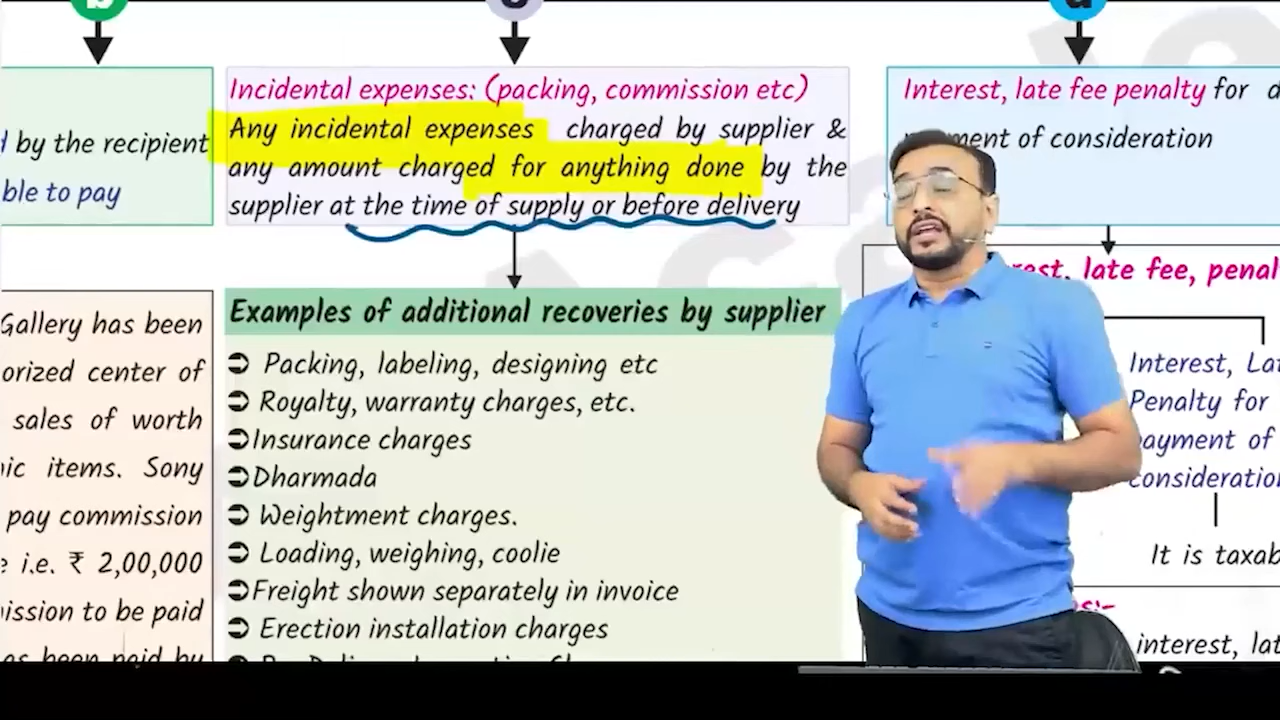 by the recipient
ble to pay
Gallery has been
orized center of
sales of worth
ic items. Sony
pay commission
i.e. ₹ 2,00,000
ission to be paid
as been paid by
Incidental expenses: (packing, commission etc)
Any incidental expenses charged by supplier &
any amount charged for anything done by the
supplier at the time of supply or before delivery
Examples of additional recoveries by supplier
Packing, labeling, designing etc
Royalty, warranty charges, etc.
Insurance charges
Dharmada
Weightment charges.
Loading, weighing, coolie
Freight shown separately in invoice
Erection installation charges
Interest, late fee penalty for d
ment of consideration
rest, late fee, penal
Interest, Lat
Penalty for
payment of
consideration
It is taxab
interest, lat